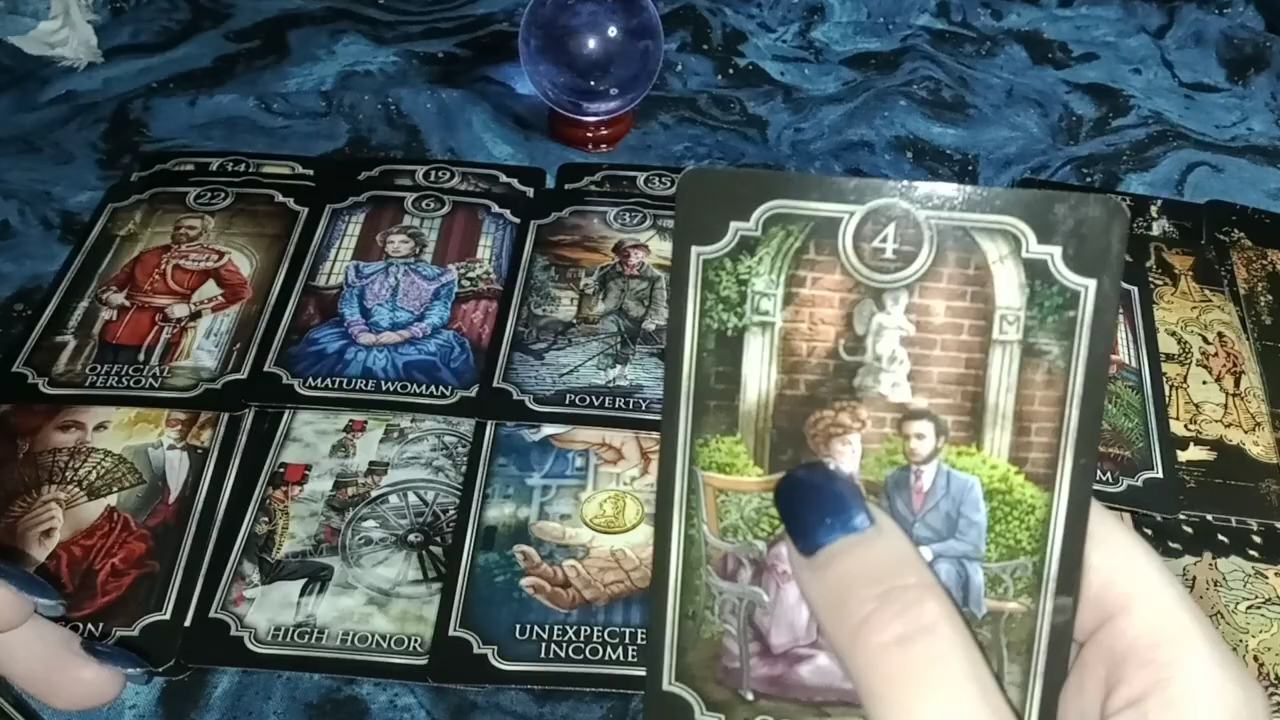 34
19
35
22
6
37
4
OFFICIAL
PERSON
MATURE WOMAN
POVERTY
M
HIGH HONOR
UNEXPECTE
INCOME